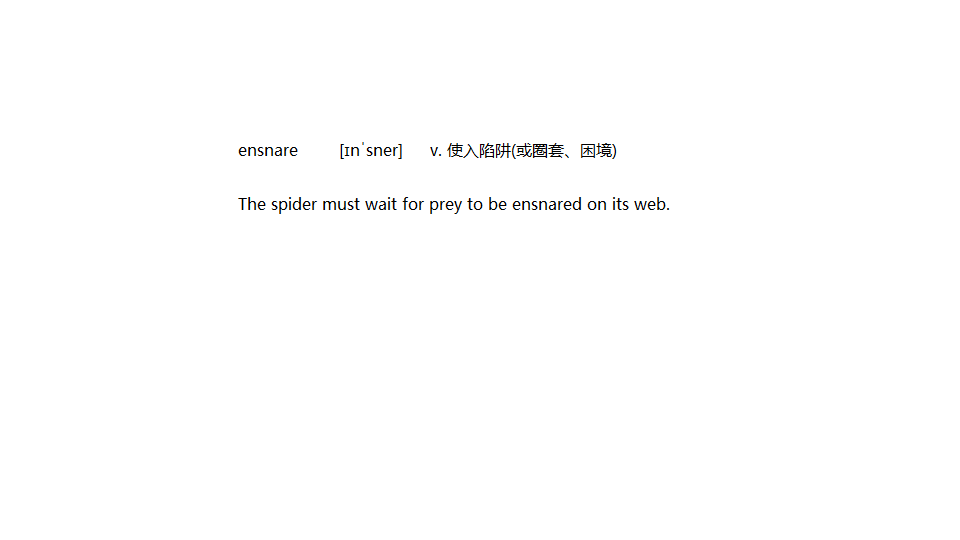 ensnare [ɪnˈsner] v. 使入陷阱(或圈套、困境)
The spider must wait for prey to be ensnared on its web.